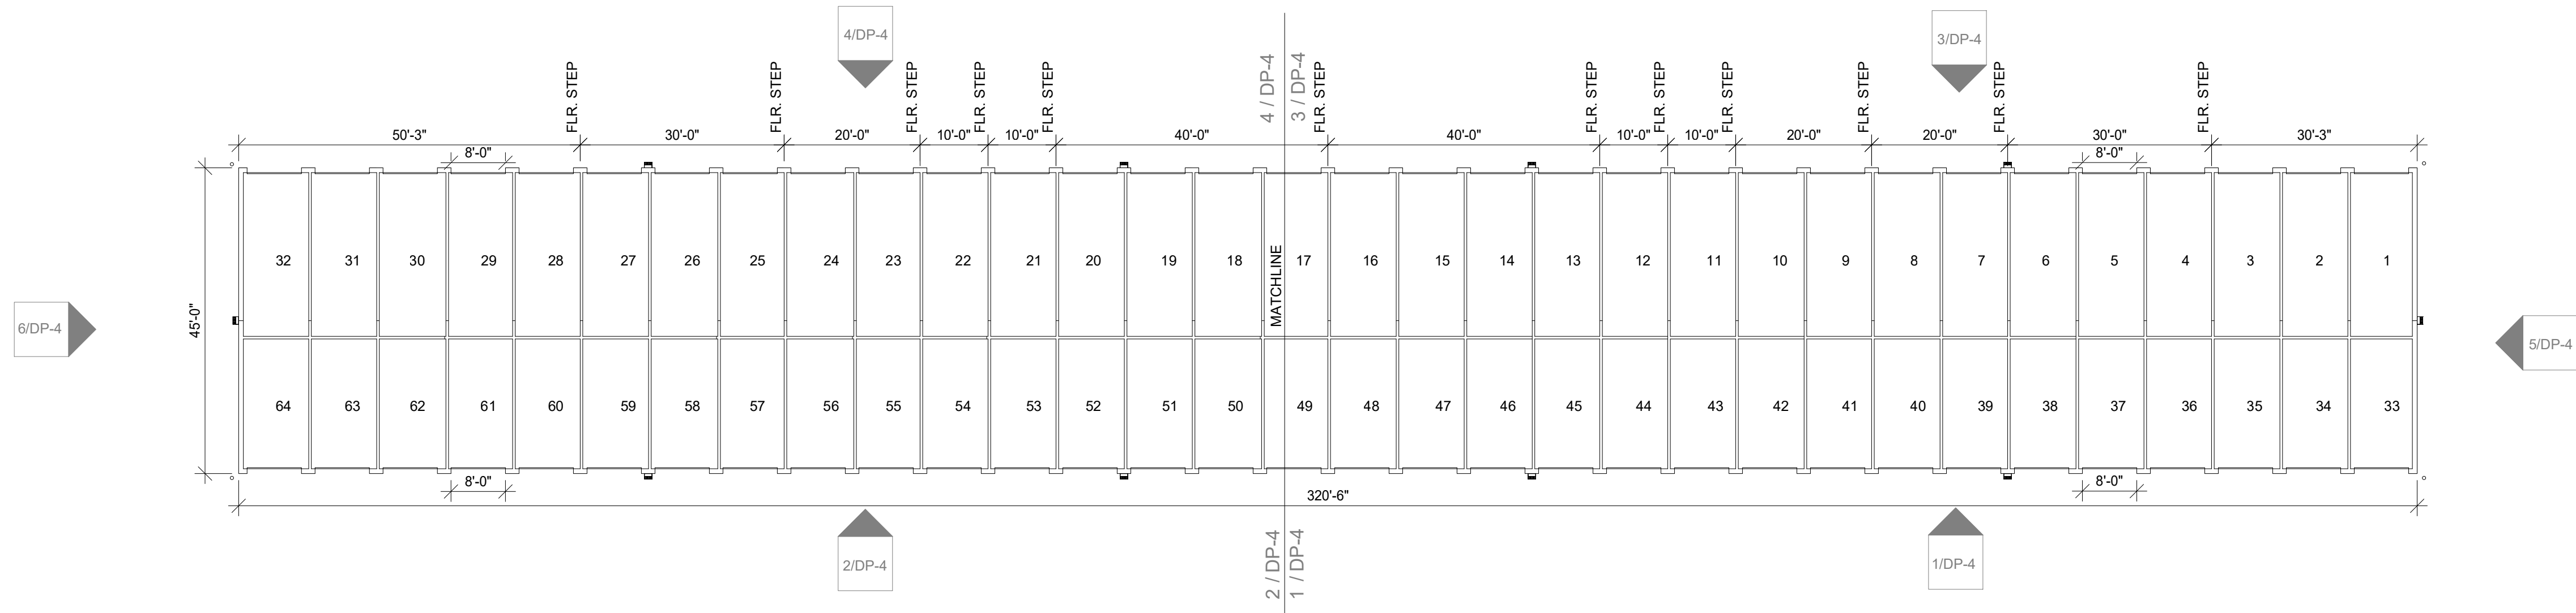 4/DP-4
3/DP-4
4 / DP-4
3 / DP-4
FLR. STEP
FLR. STEP
FLR. STEP
FLR. STEP
FLR. STEP
FLR. STEP
FLR. STEP
FLR. STEP
FLR. STEP
FLR. STEP
FLR. STEP
FLR. STEP
50'-3"
30'-0"
20'-0"
10'-0"
10'-0"
40'-0"
40'-0"
10'-0"
10'-0"
20'-0"
20'-0"
30'-0"
30'-3"
8'-0"
8'-0"
32 31 30 29 28 27 26 25 24 23 22 21 20 19 18 17 16 15 14 13 12 11 10 9 8 7 6 5 4 3 2 1
MATCHLINE
45'-0"
6/DP-4
5/DP-4
64 63 62 61 60 59 58 57 56 55 54 53 52 51 50 49 48 47 46 45 44 43 42 41 40 39 38 37 36 35 34 33
8'-0"
8'-0"
320'-6"
2 / DP-4
1 / DP-4
2/DP-4
1/DP-4